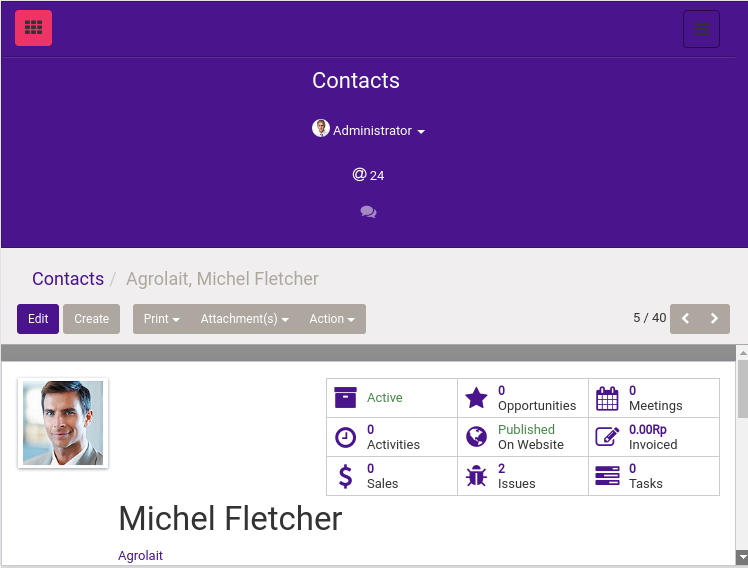 Contacts
Administrator
24
Contacts / Agrolait, Michel Fletcher
Edit Create Print Attachment(s) Action 5 / 40
Active
0
Opportunities
0
Meetings
0
Activities
Published
On Website
0.00Rp
Invoiced
0
Sales
2
Issues
0
Tasks
Michel Fletcher
Agrolait